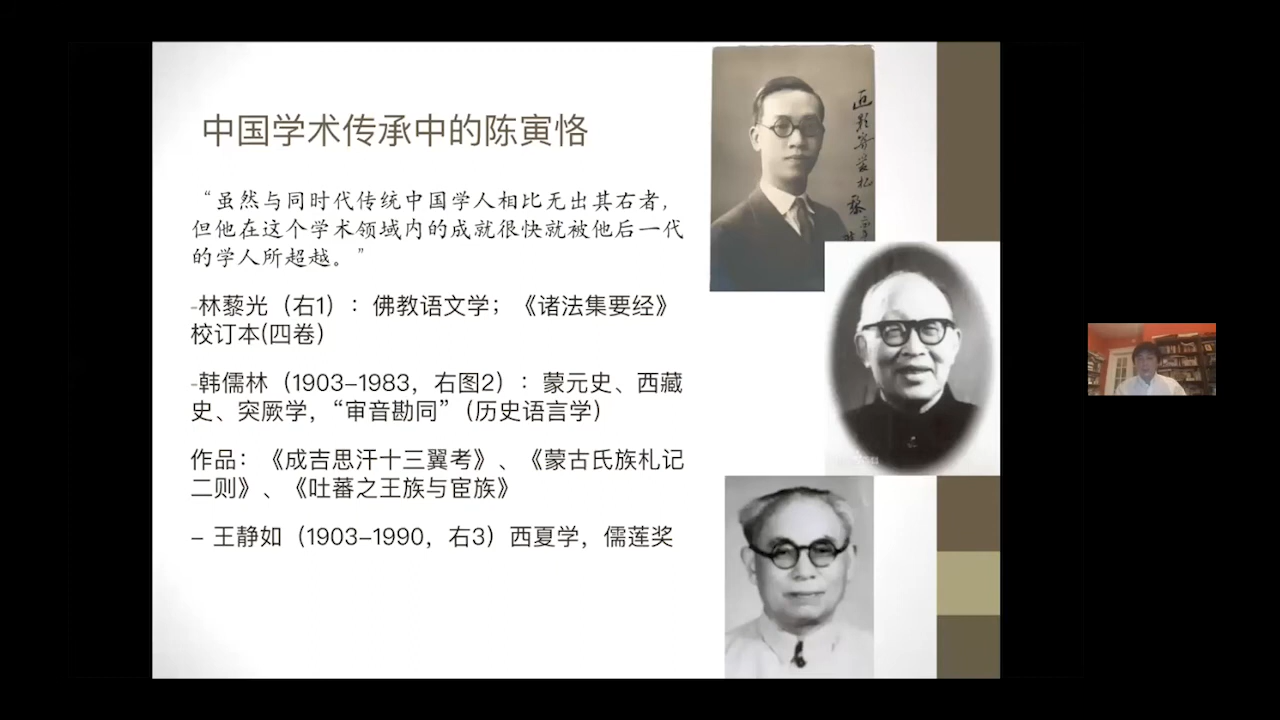 中国学术传承中的陈寅恪
“虽然与同时代传统中国学人相比无出其右者，
但他在这个学术领域内的成就很快就被他后一代
的学人所超越。”
-林藜光（右1）：佛教语文学；《诸法集要经》
校订本(四卷）
-韩儒林（1903-1983，右图2）：蒙元史、西藏
史、突厥学，“审音勘同”（历史语言学）
作品：《成吉思汗十三翼考》、《蒙古氏族札记
二则》、《吐蕃之王族与宦族》
- 王静如（1903-1990，右3）西夏学，儒莲奖